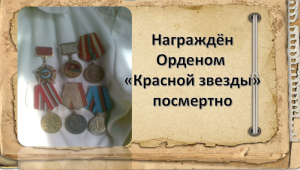 Награждён
Орденом
«Красной звезды»
посмертно